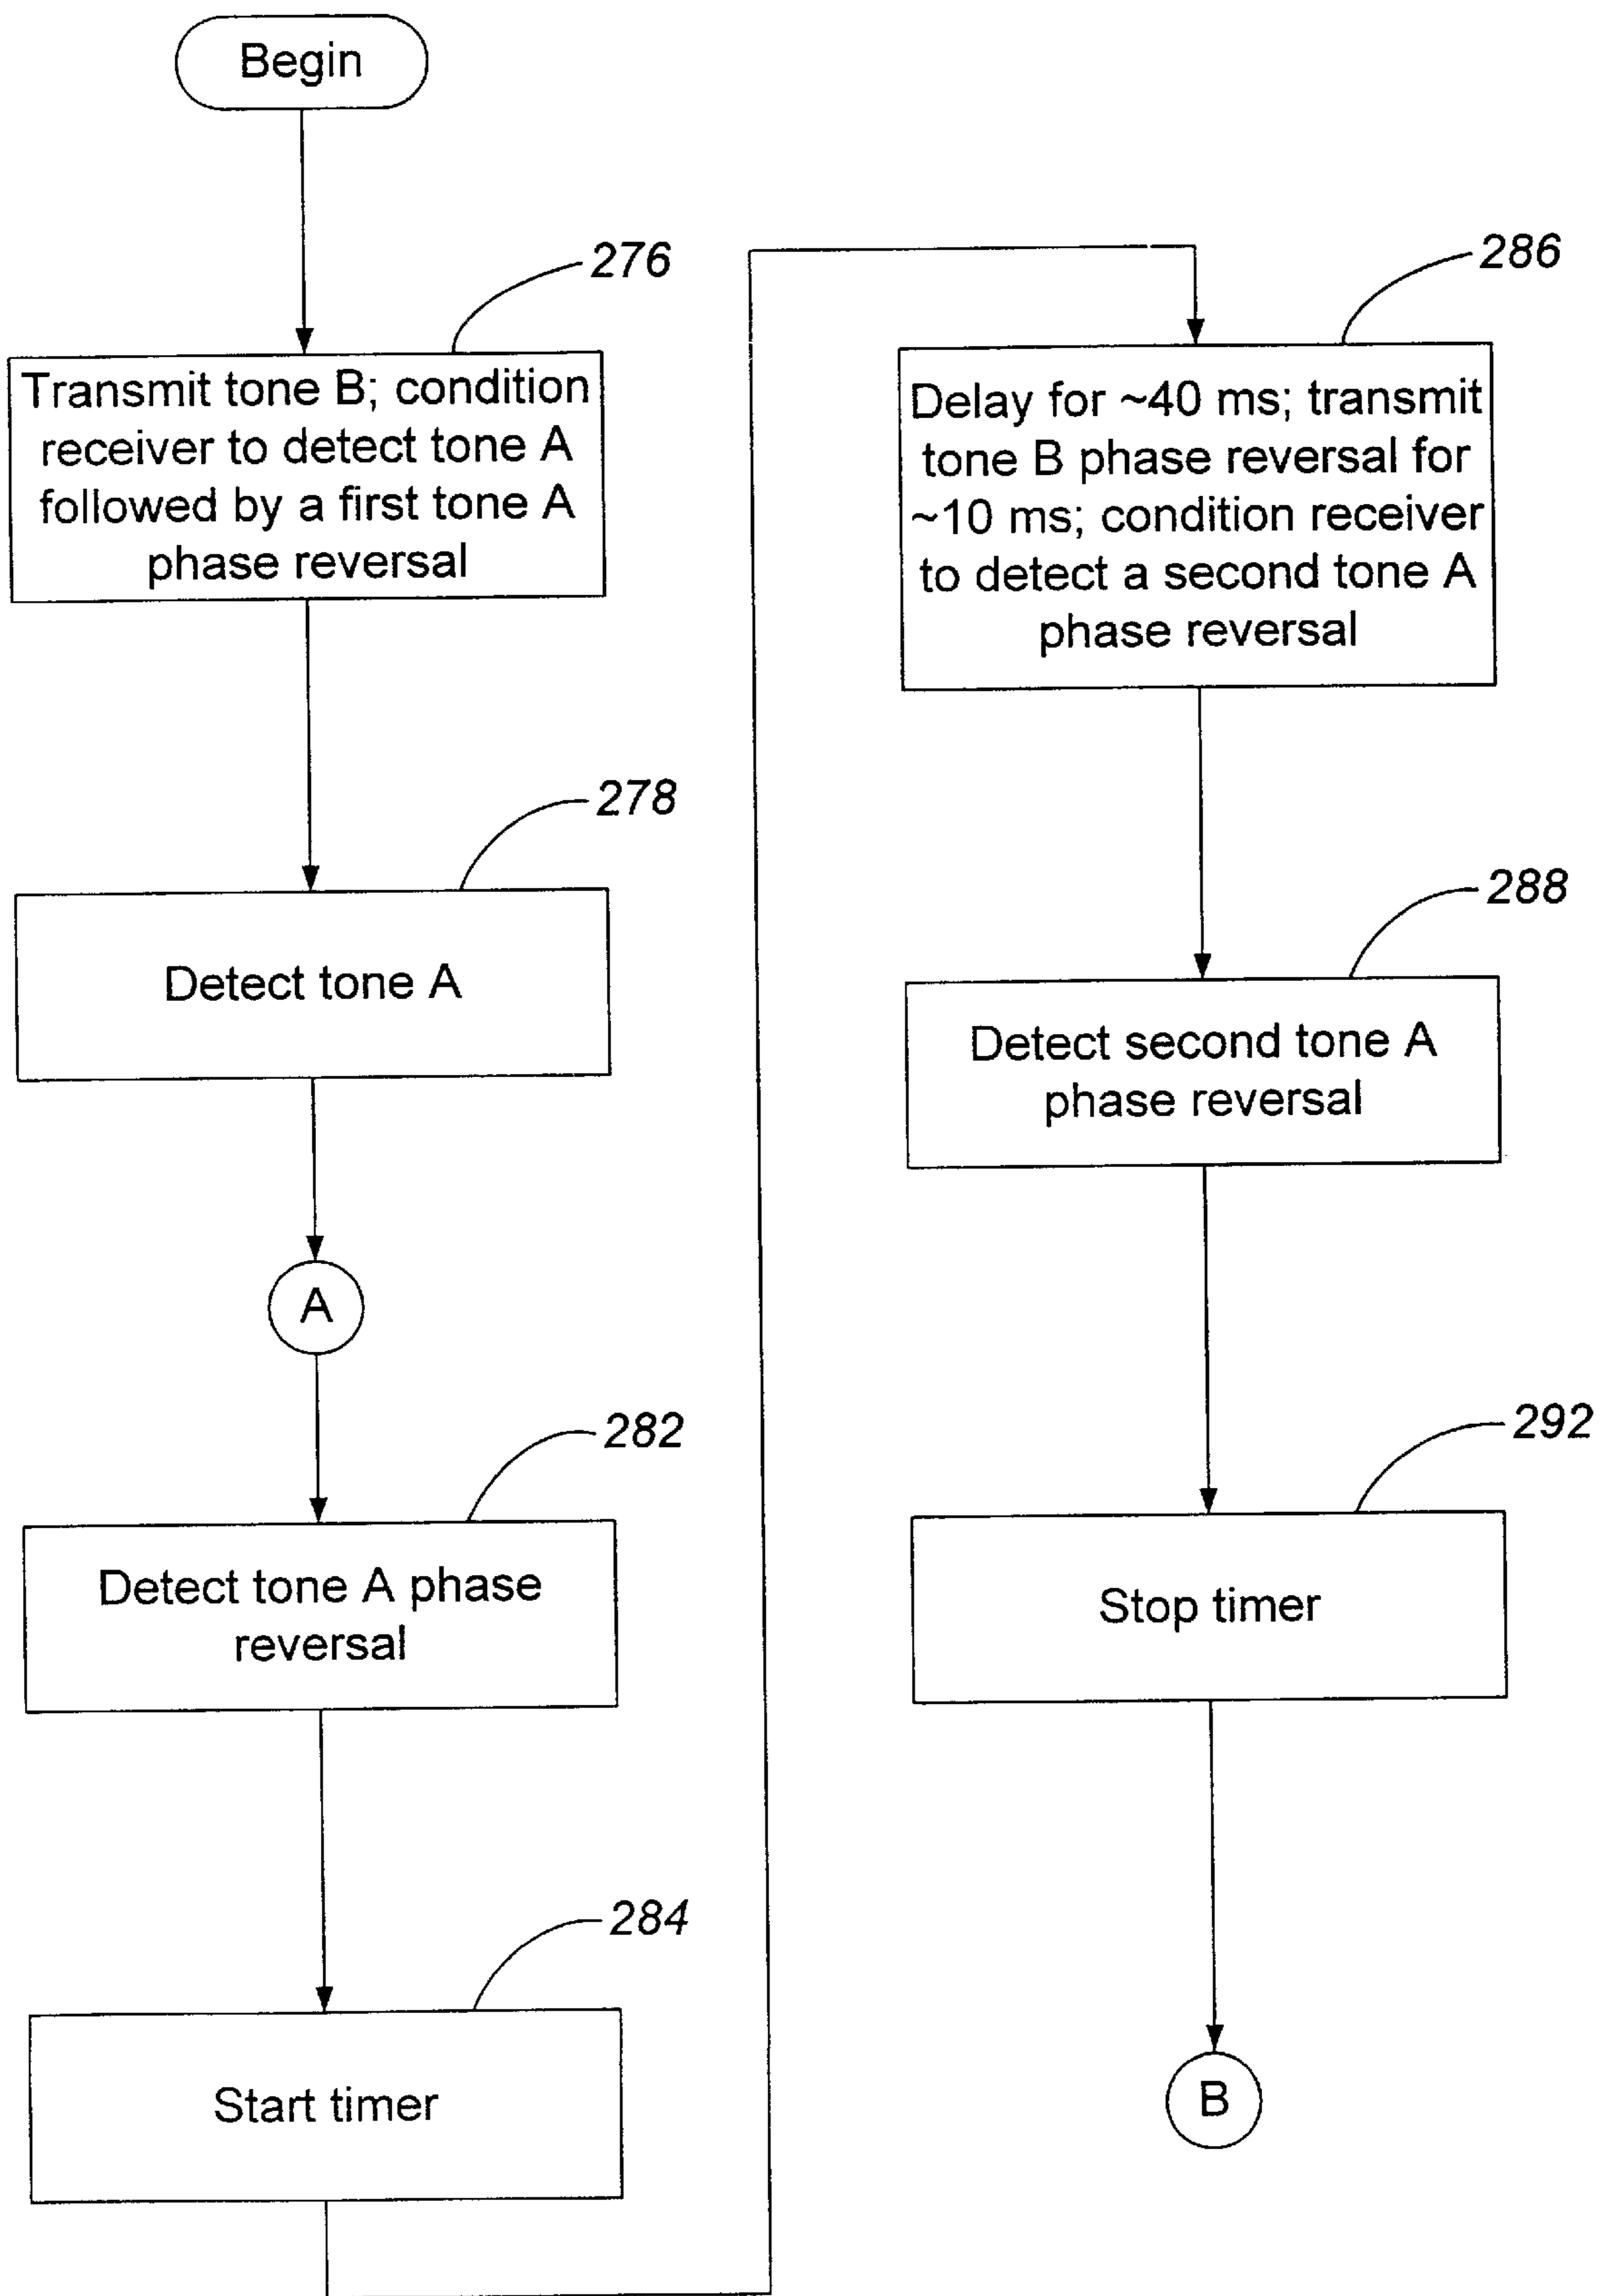 Begin
276
Transmit tone B; condition
receiver to detect tone A
followed by a first tone A
phase reversal
278
Detect tone A
A
282
Detect tone A phase
reversal
284
Start timer
286
Delay for ~40 ms; transmit
tone B phase reversal for
~10 ms; condition receiver
to detect a second tone A
phase reversal
288
Detect second tone A
phase reversal
292
Stop timer
B